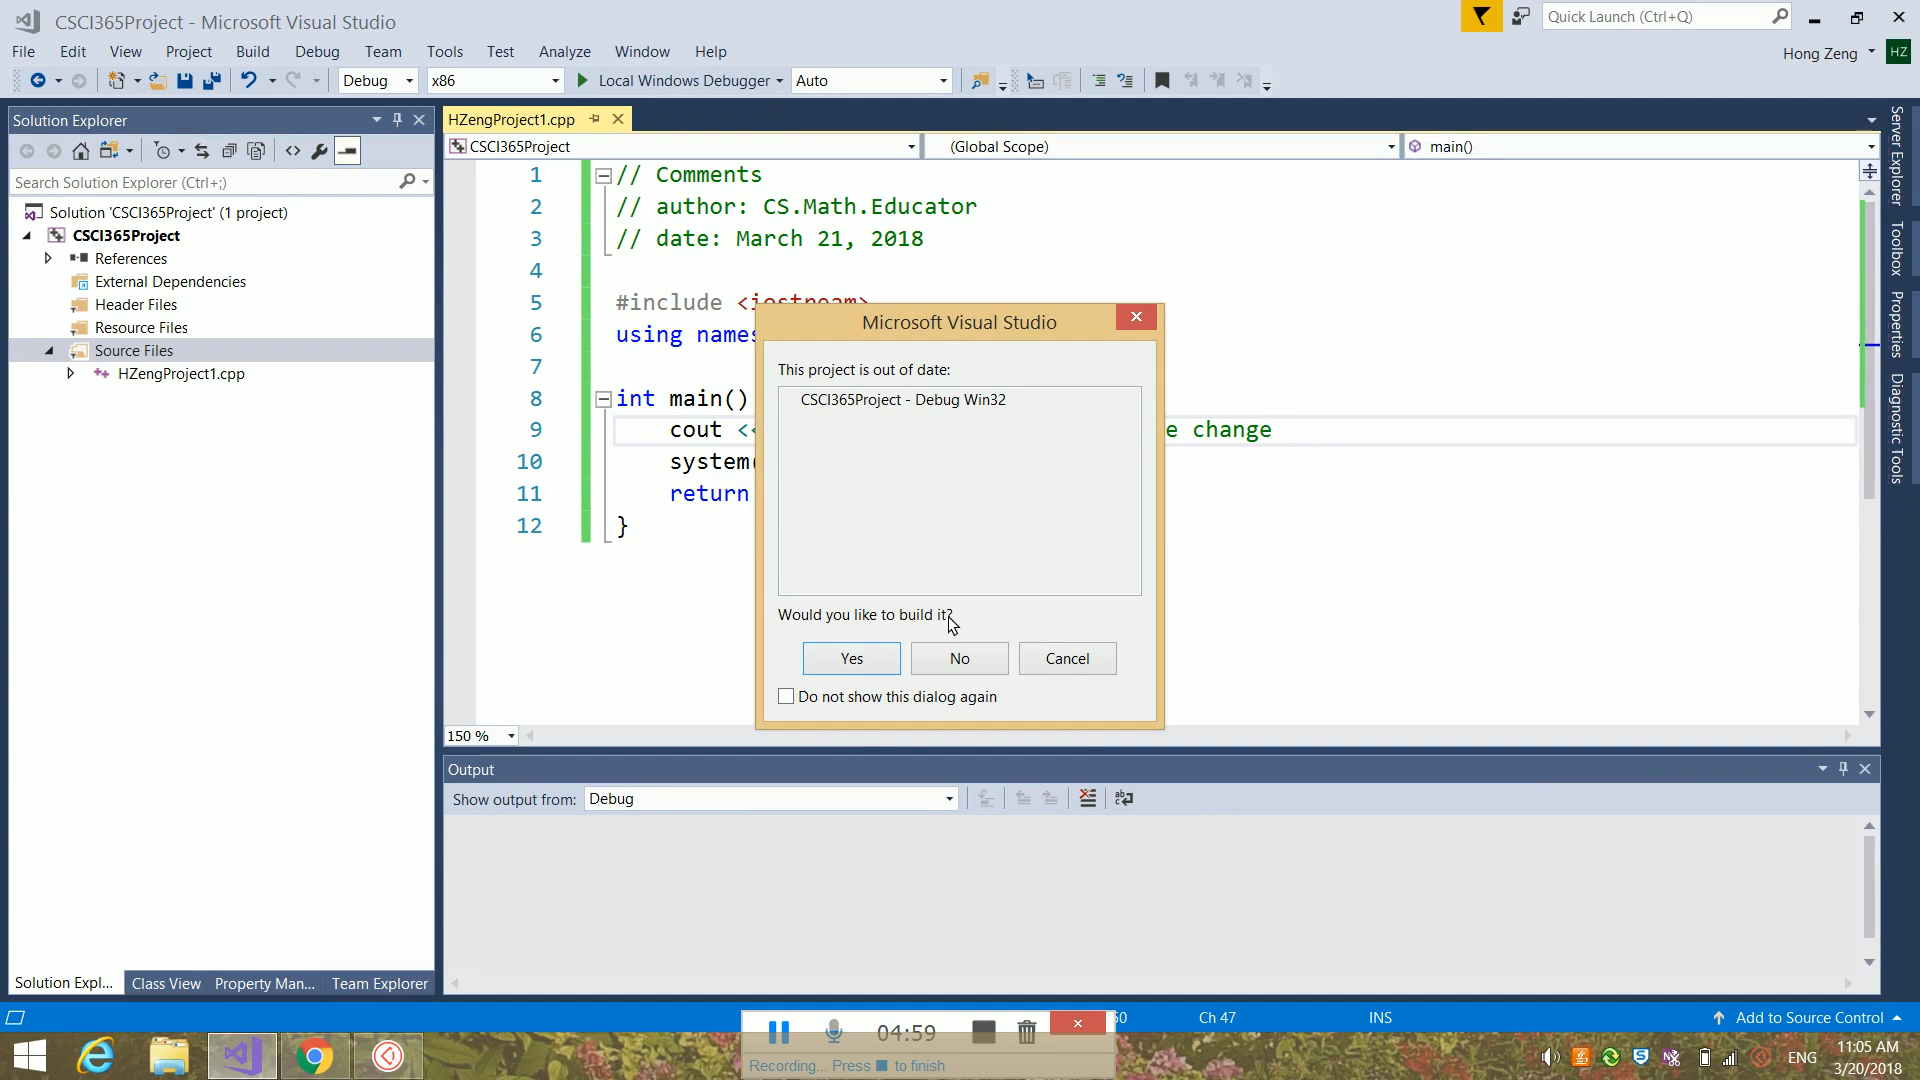 CSCI365Project - Microsoft Visual Studio
Quick Launch (Ctrl+Q)
File Edit View Project Build Debug Team Tools Test Analyze Window Help
Hong Zeng HZ
Debug x86 Local Windows Debugger Auto
Solution Explorer
Search Solution Explorer (Ctrl+;)
Solution 'CSCI365Project' (1 project)
CSCI365Project
References
External Dependencies
Header Files
Resource Files
Source Files
HZengProject1.cpp
Solution Expl... Class View Property Man... Team Explorer
HZengProject1.cpp
CSCI365Project (Global Scope) main()
1 // Comments
2 // author: CS.Math.Educator
3 // date: March 21, 2018
4
5 #include <iostream>
6 using names
7
8 int main()
9 cout << e change
10 system(
11 return
12 }
150 %
Microsoft Visual Studio
This project is out of date:
CSCI365Project - Debug Win32
Would you like to build it?
Yes No Cancel
Do not show this dialog again
Output
Show output from: Debug
Server Explorer
Toolbox
Properties
Diagnostic Tools
Ch 47 INS Add to Source Control
04:59
Recording... Press to finish
ENG
11:05 AM
3/20/2018